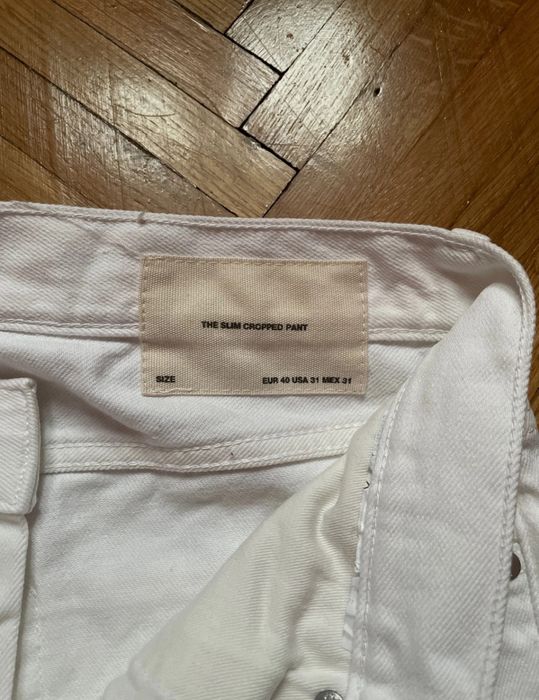 THE SLIM CROPPED PANT
SIZE EUR 40 USA 31 MEX 31